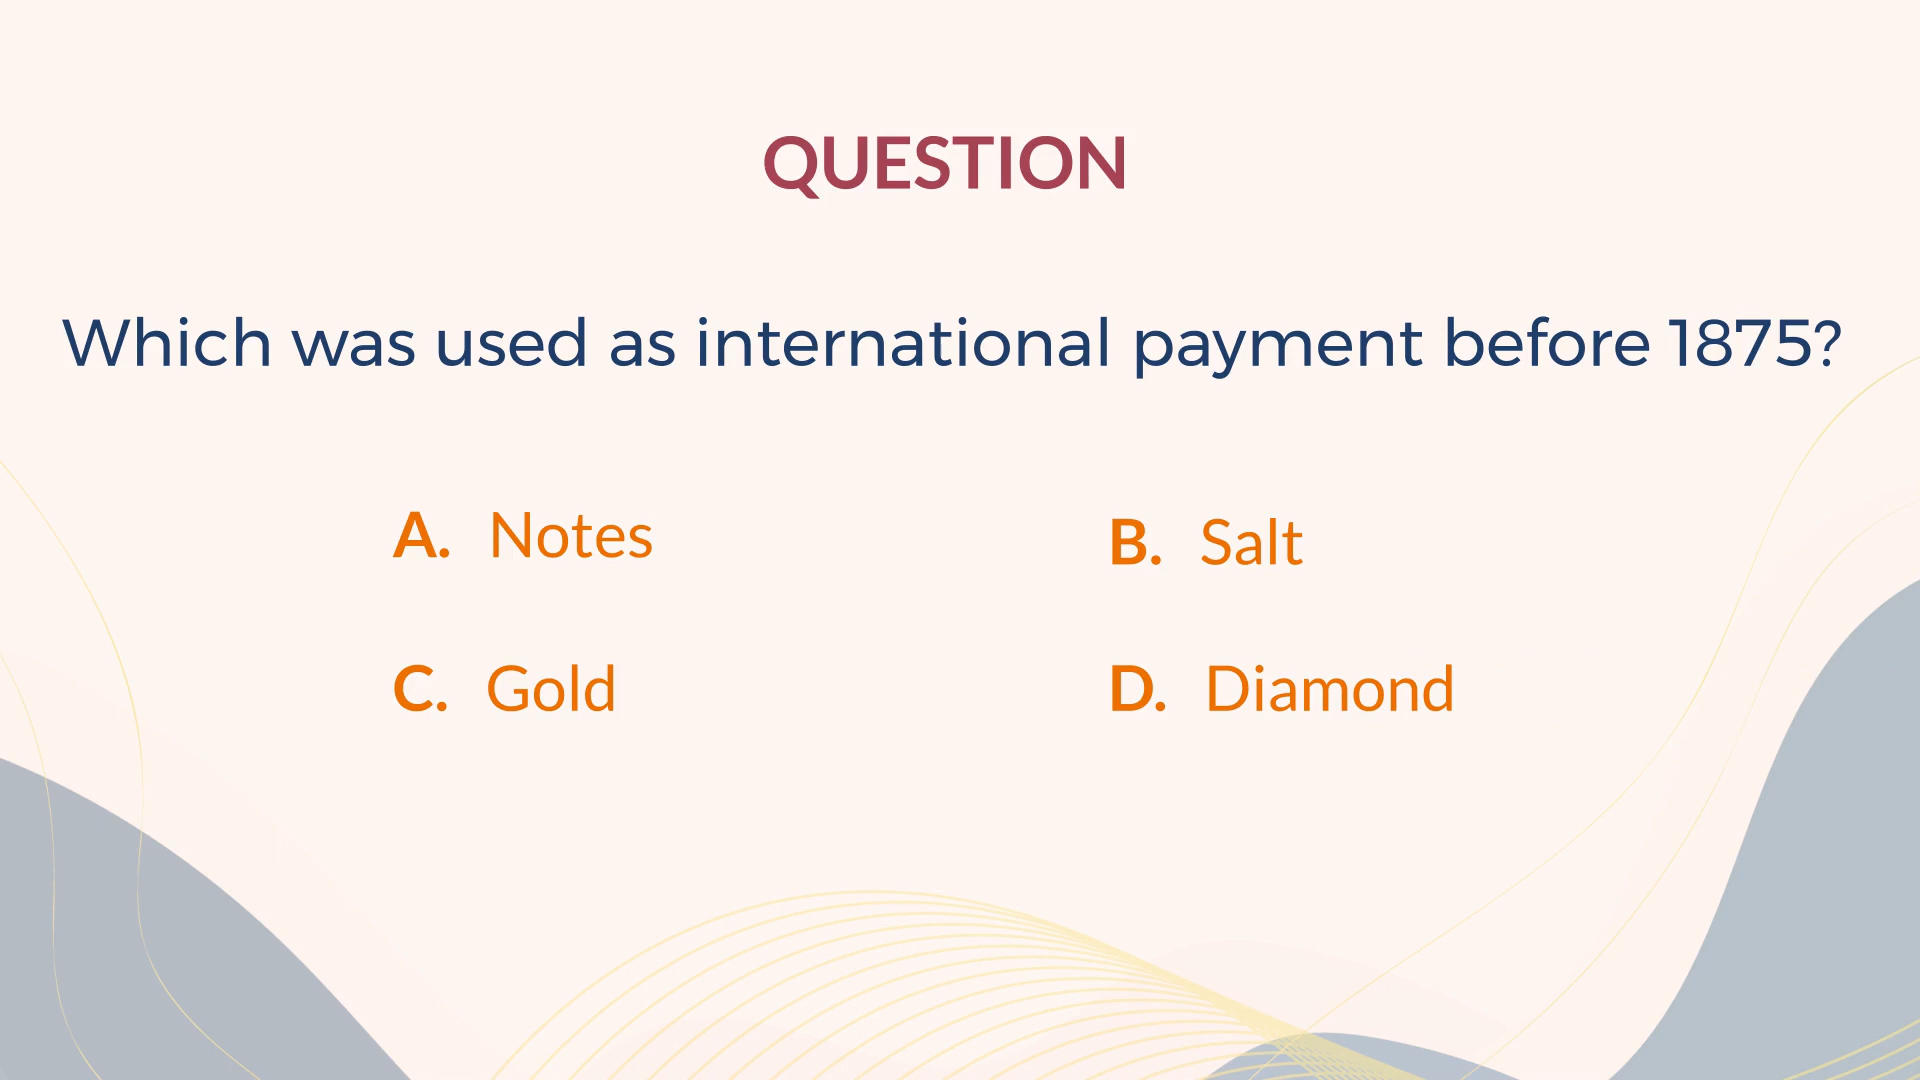 QUESTION
Which was used as international payment before 1875?
A. Notes
B. Salt
C. Gold
D. Diamond